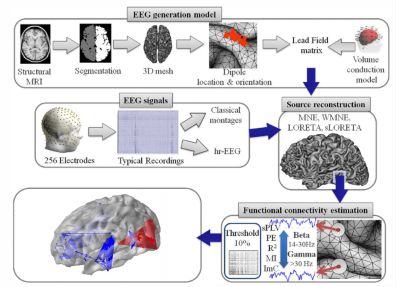 EEG generation model
Structural
MRI
Segmentation
3D mesh
Dipole
location & orientation
Lead Field
matrix
Volume
conduction
model
EEG signals
256 Electrodes
Typical Recordings
Classical
montages
hr-EEG
Source reconstruction
MNE, WMNE,
LORETA, sLORETA
Functional connectivity estimation
Threshold
10%
sPLV
PE
R²
MI
ImC
Beta
14-30Hz
Gamma
>30 Hz